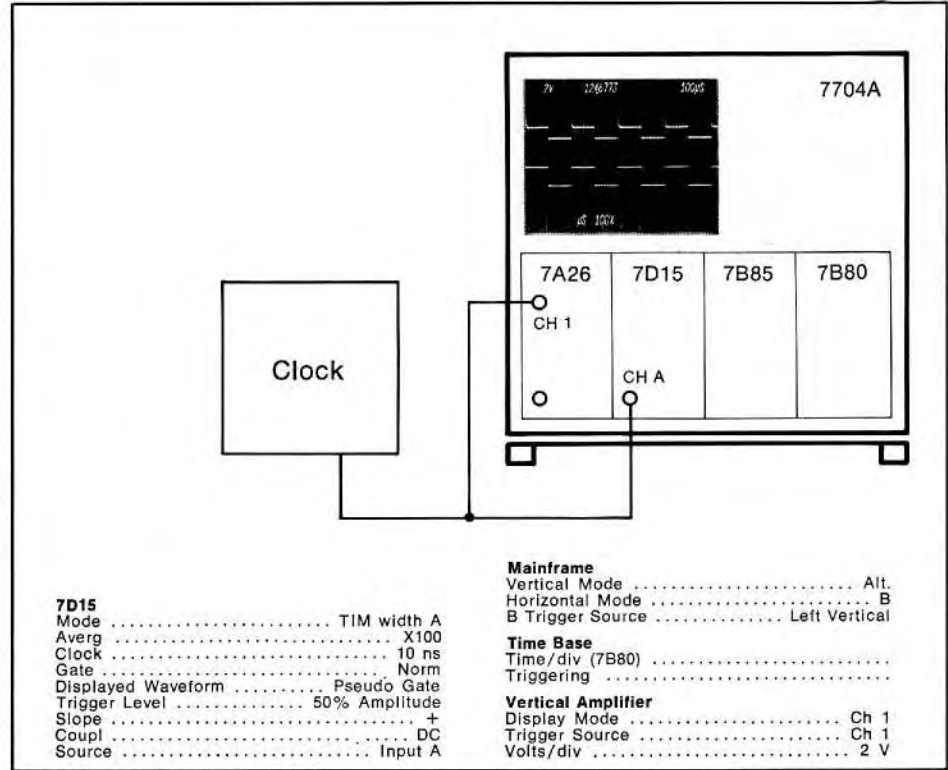 2V 1246773 100µS
7704A
µS 100X
7A26 7D15 7B85 7B80
CH 1
CH A
Clock
7D15
Mode ........................ TIM width A
Averg ............................... X100
Clock .............................. 10 ns
Gate ................................ Norm
Displayed Waveform .......... Pseudo Gate
Trigger Level ............ 50% Amplitude
Slope .................................. +
Coupl ................................. DC
Source ............................ Input A
Mainframe
Vertical Mode ........................ Alt.
Horizontal Mode ........................ B
B Trigger Source ............. Left Vertical
Time Base
Time/div (7B80) ........................
Triggering ........................
Vertical Amplifier
Display Mode ........................ Ch 1
Trigger Source ....................... Ch 1
Volts/div ............................ 2 V